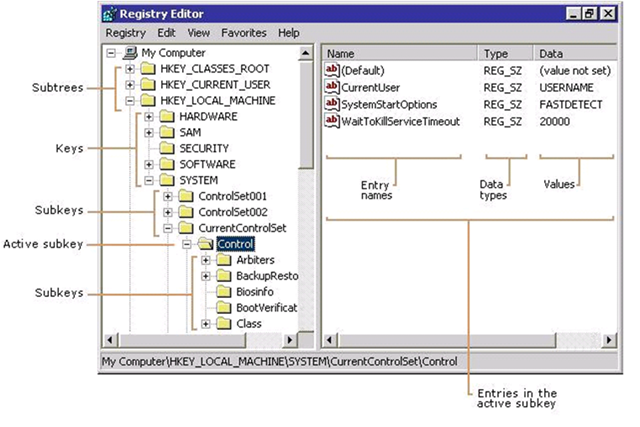 Registry Editor
Registry Edit View Favorites Help
My Computer
HKEY_CLASSES_ROOT
HKEY_CURRENT_USER
HKEY_LOCAL_MACHINE
HARDWARE
SAM
SECURITY
SOFTWARE
SYSTEM
ControlSet001
ControlSet002
CurrentControlSet
Control
Arbiters
BackupResto
Biosinfo
BootVerificat
Class
Subtrees
Keys
Subkeys
Active subkey
Subkeys
Name Type Data
ab (Default) REG_SZ (value not set)
ab CurrentUser REG_SZ USERNAME
ab SystemStartOptions REG_SZ FASTDETECT
ab WaitToKillServiceTimeout REG_SZ 20000
Entry names
Data types
Values
My Computer\HKEY_LOCAL_MACHINE\SYSTEM\CurrentControlSet\Control
Entries in the
active subkey